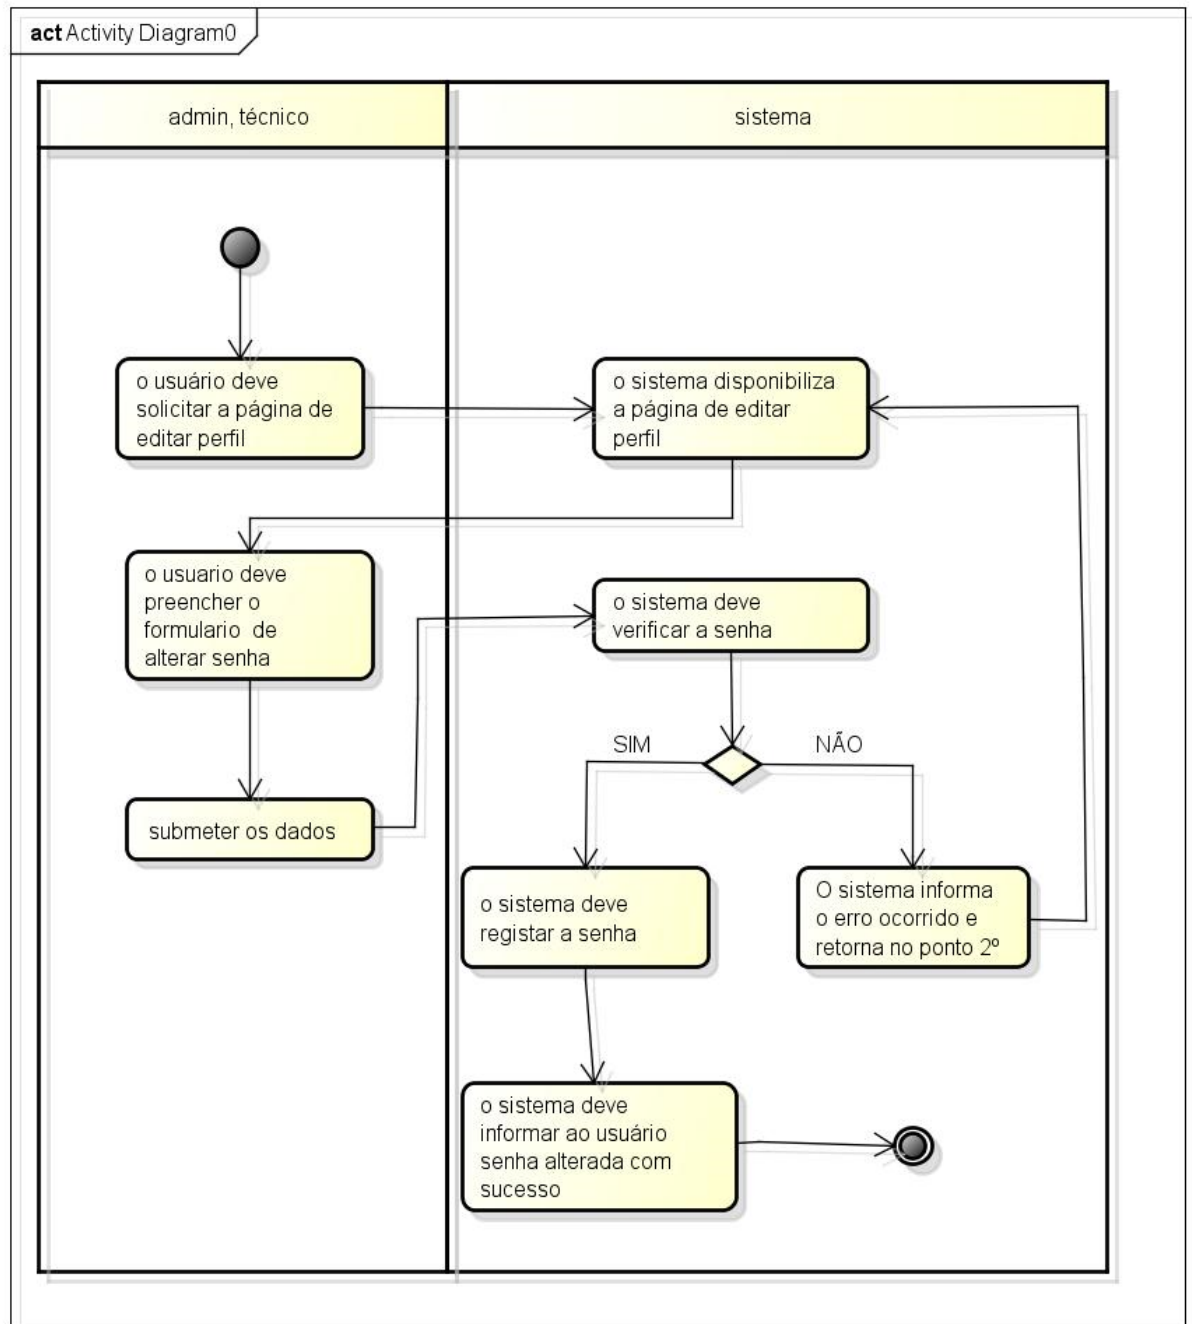 act Activity Diagram0
admin, técnico
sistema
o usuário deve
solicitar a página de
editar perfil
o sistema disponibiliza
a página de editar
perfil
o usuario deve
preencher o
formulario de
alterar senha
o sistema deve
verificar a senha
SIM
NÃO
submeter os dados
o sistema deve
registar a senha
O sistema informa
o erro ocorrido e
retorna no ponto 2º
o sistema deve
informar ao usuário
senha alterada com
sucesso